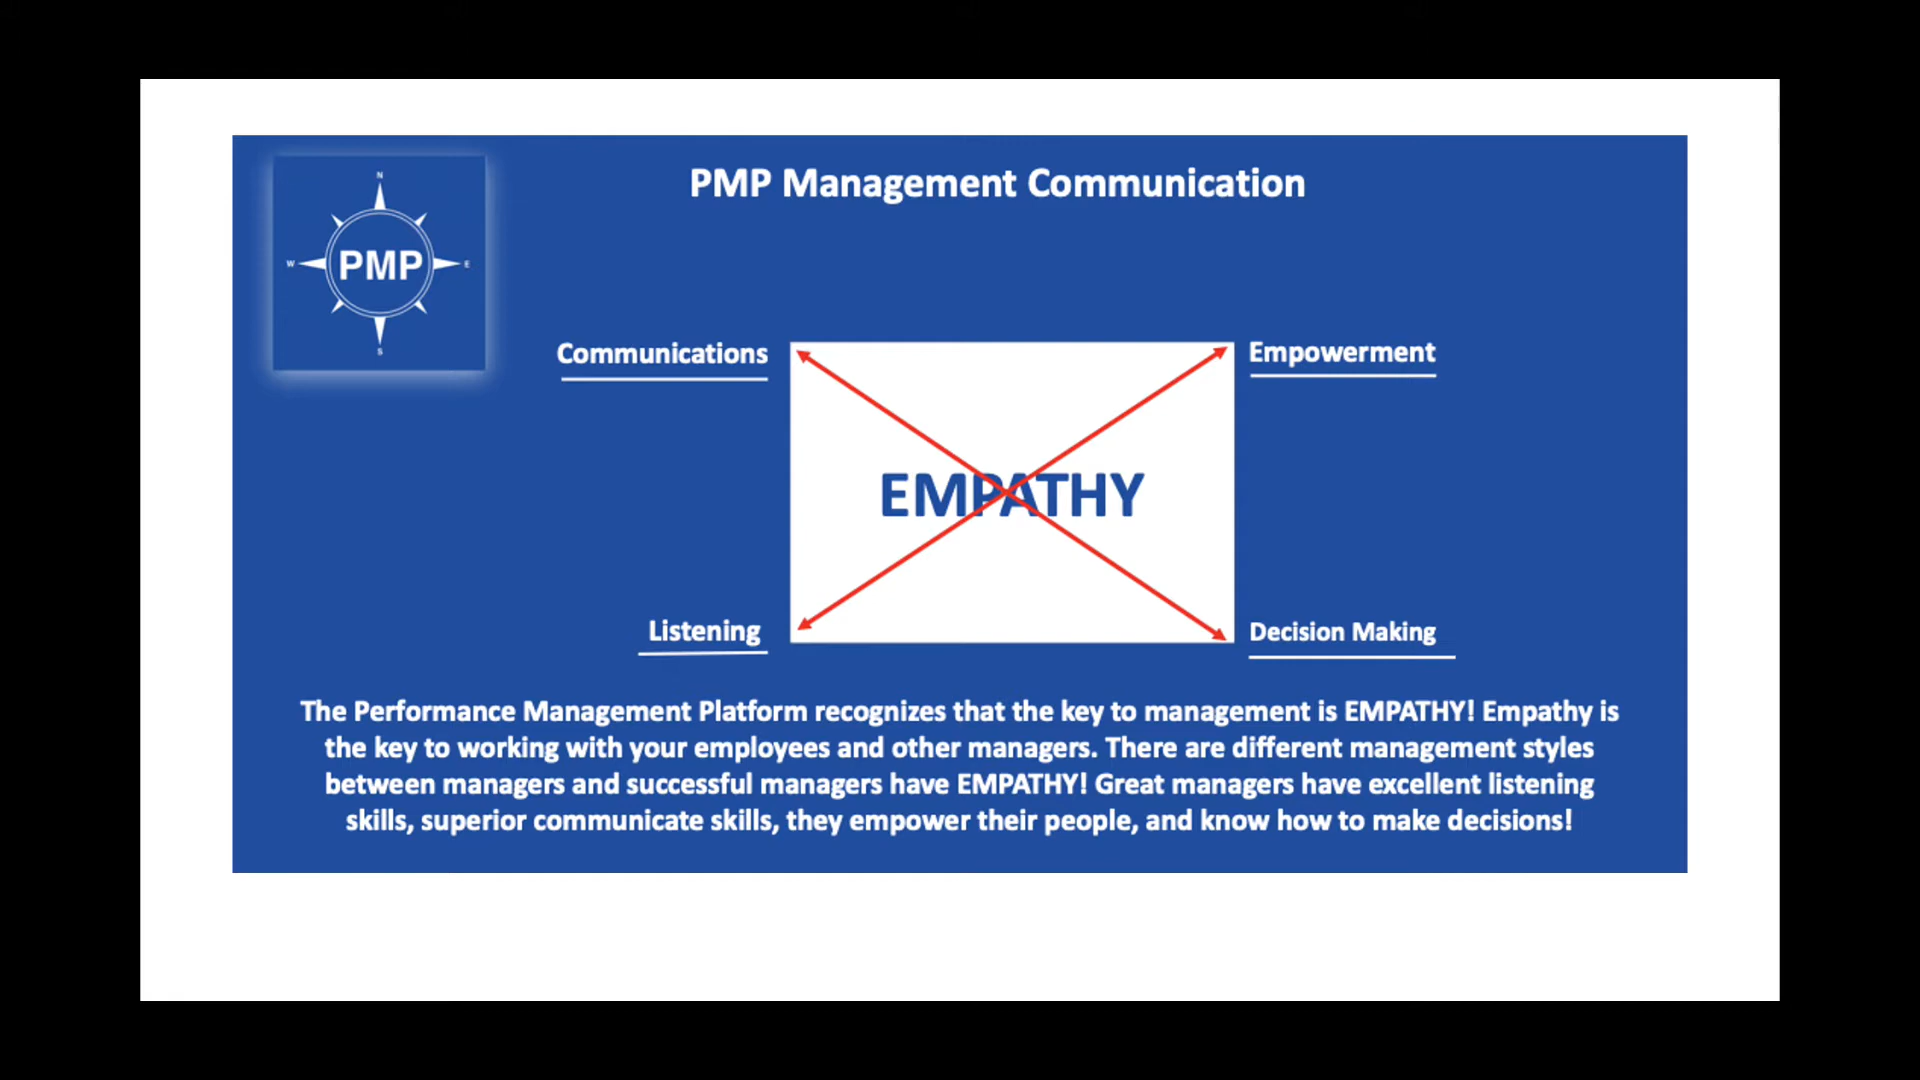 PMP Management Communication
N
W PMP E
S
Communications
Empowerment
EMPATHY
Listening
Decision Making
The Performance Management Platform recognizes that the key to management is EMPATHY! Empathy is
the key to working with your employees and other managers. There are different management styles
between managers and successful managers have EMPATHY! Great managers have excellent listening
skills, superior communicate skills, they empower their people, and know how to make decisions!